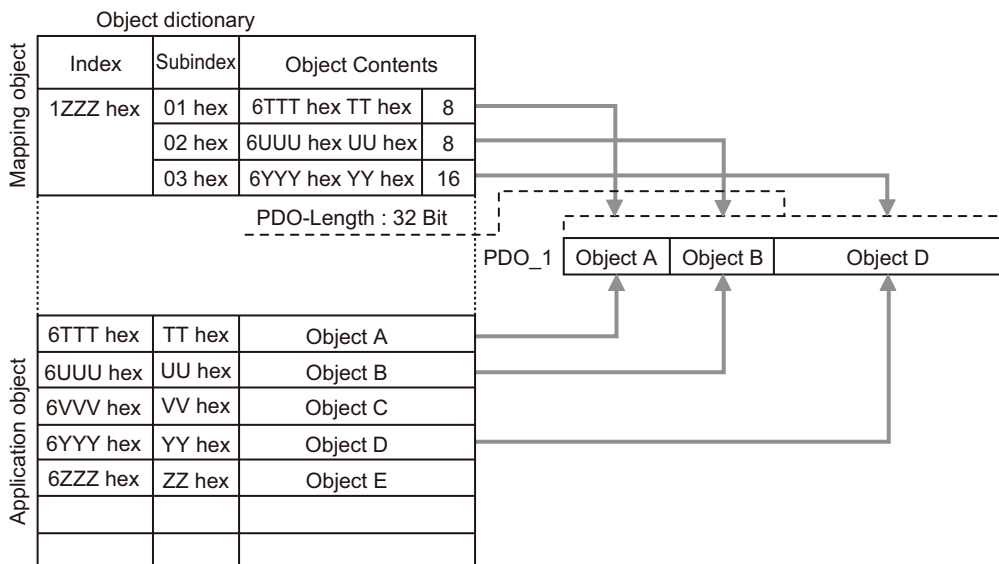 Object dictionary
Mapping object
Index Subindex Object Contents
1ZZZ hex 01 hex 6TTT hex TT hex 8
02 hex 6UUU hex UU hex 8
03 hex 6YYY hex YY hex 16
PDO-Length : 32 Bit
PDO_1 Object A Object B Object D
Application object
6TTT hex TT hex Object A
6UUU hex UU hex Object B
6VVV hex VV hex Object C
6YYY hex YY hex Object D
6ZZZ hex ZZ hex Object E